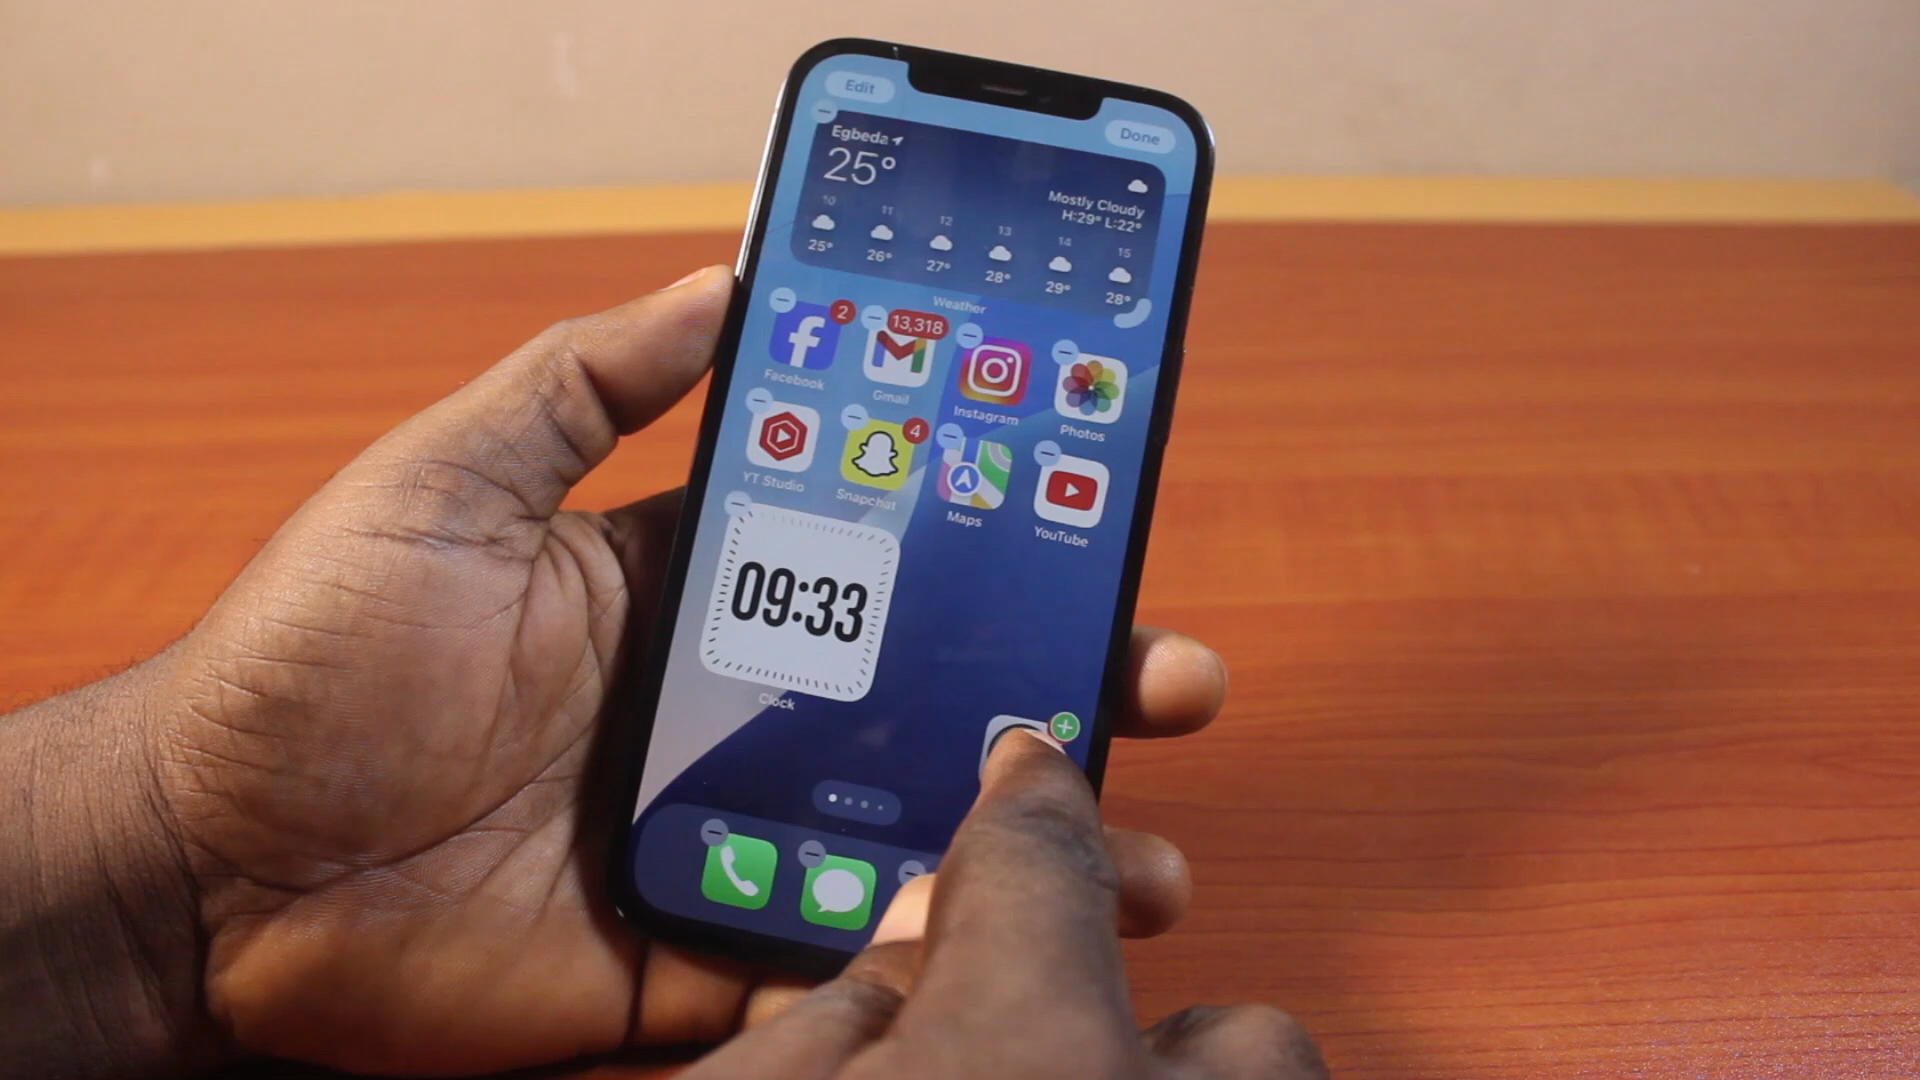 Edit
Done
Egbeda
25°
Mostly Cloudy
H:29° L:22°
10 11 12 13 14 15
25° 26° 27° 28° 29° 28°
Weather
2
13,318
Facebook Gmail Instagram Photos
4
YT Studio Snapchat Maps YouTube
09:33
Clock